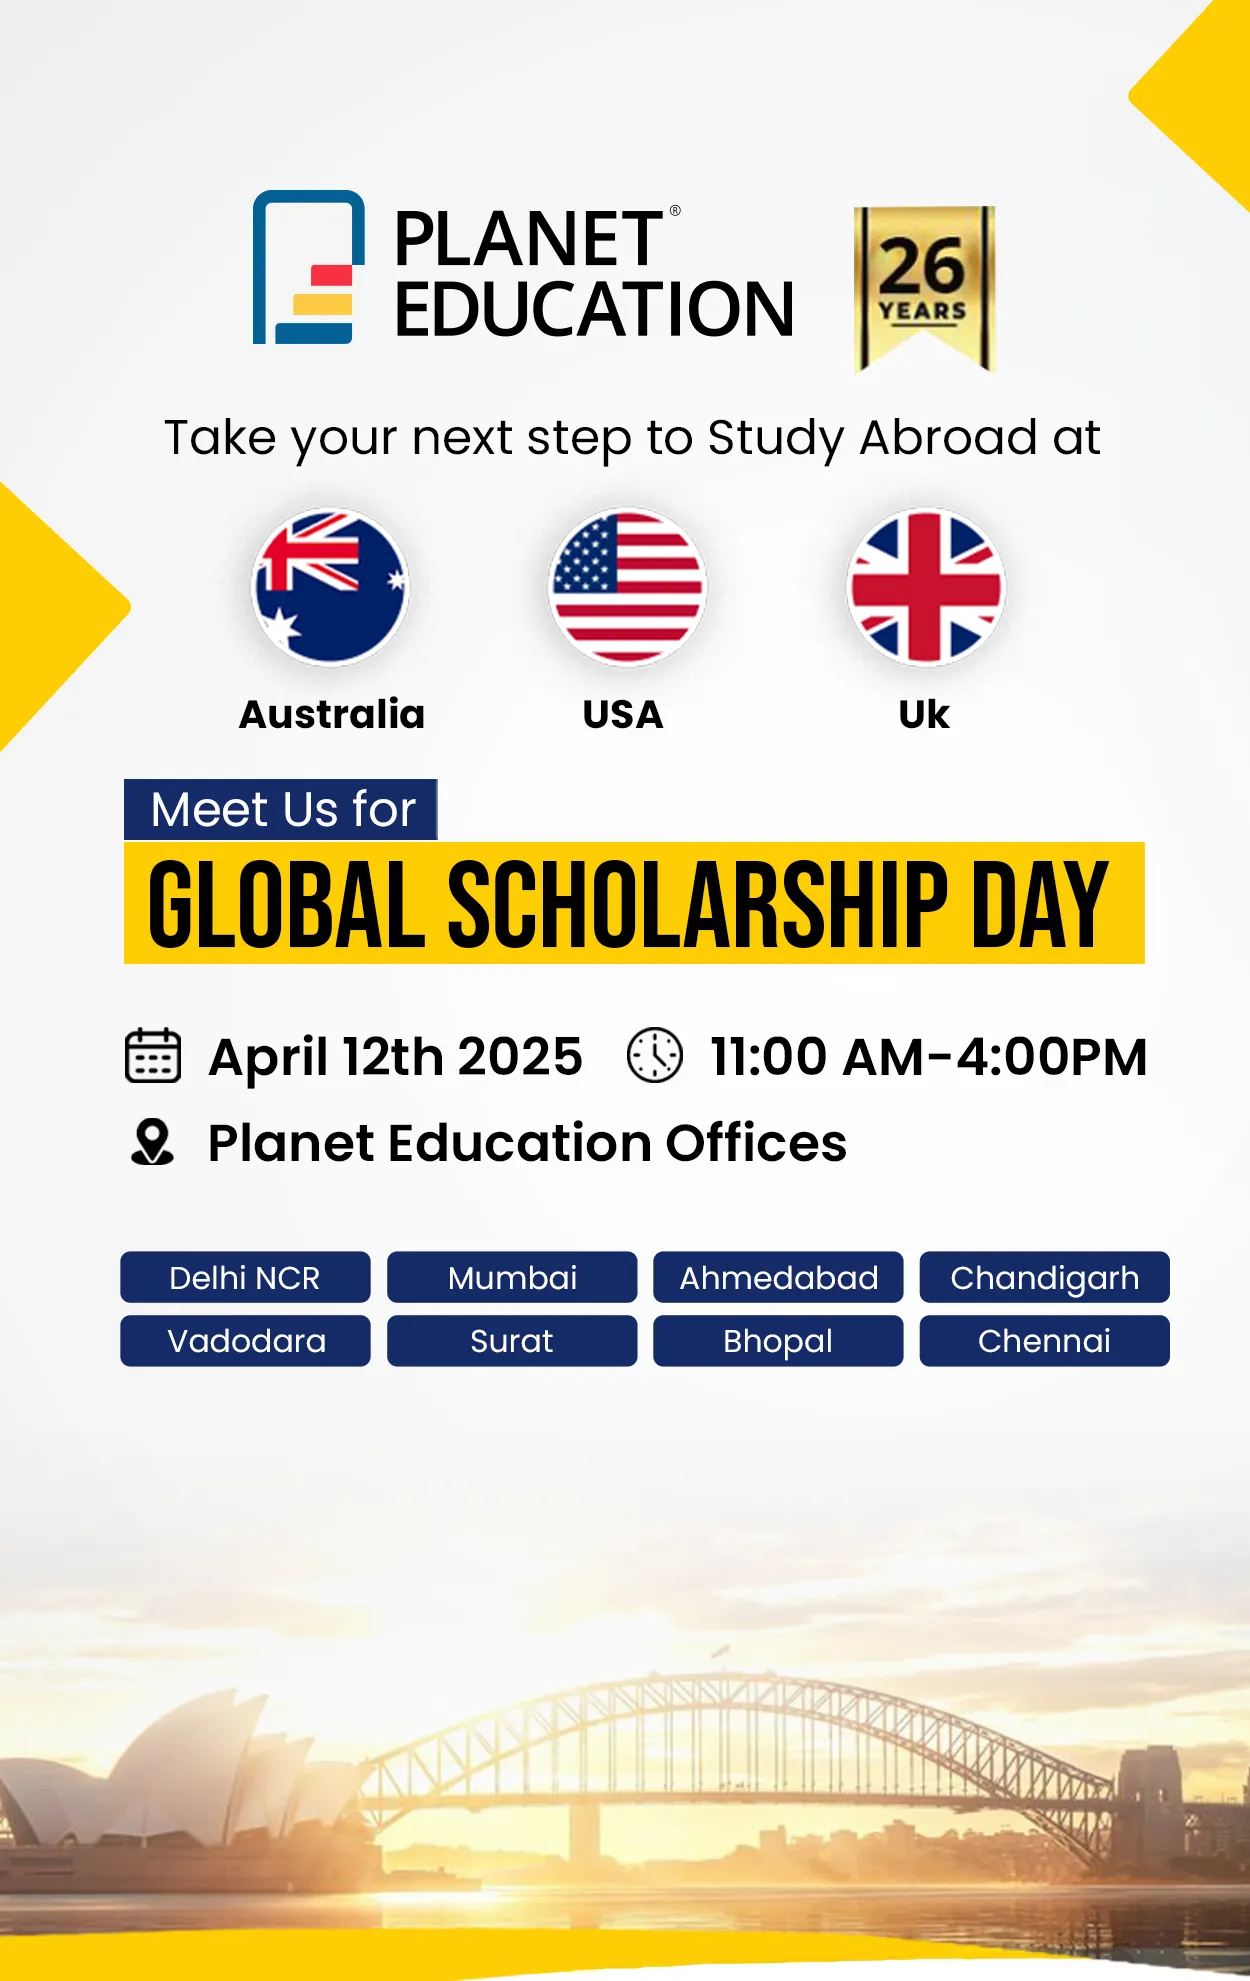 PLANET ®
EDUCATION
26
YEARS
Take your next step to Study Abroad at
Australia
USA
Uk
Meet Us for
GLOBAL SCHOLARSHIP DAY
April 12th 2025
11:00 AM-4:00PM
Planet Education Offices
Delhi NCR
Mumbai
Ahmedabad
Chandigarh
Vadodara
Surat
Bhopal
Chennai